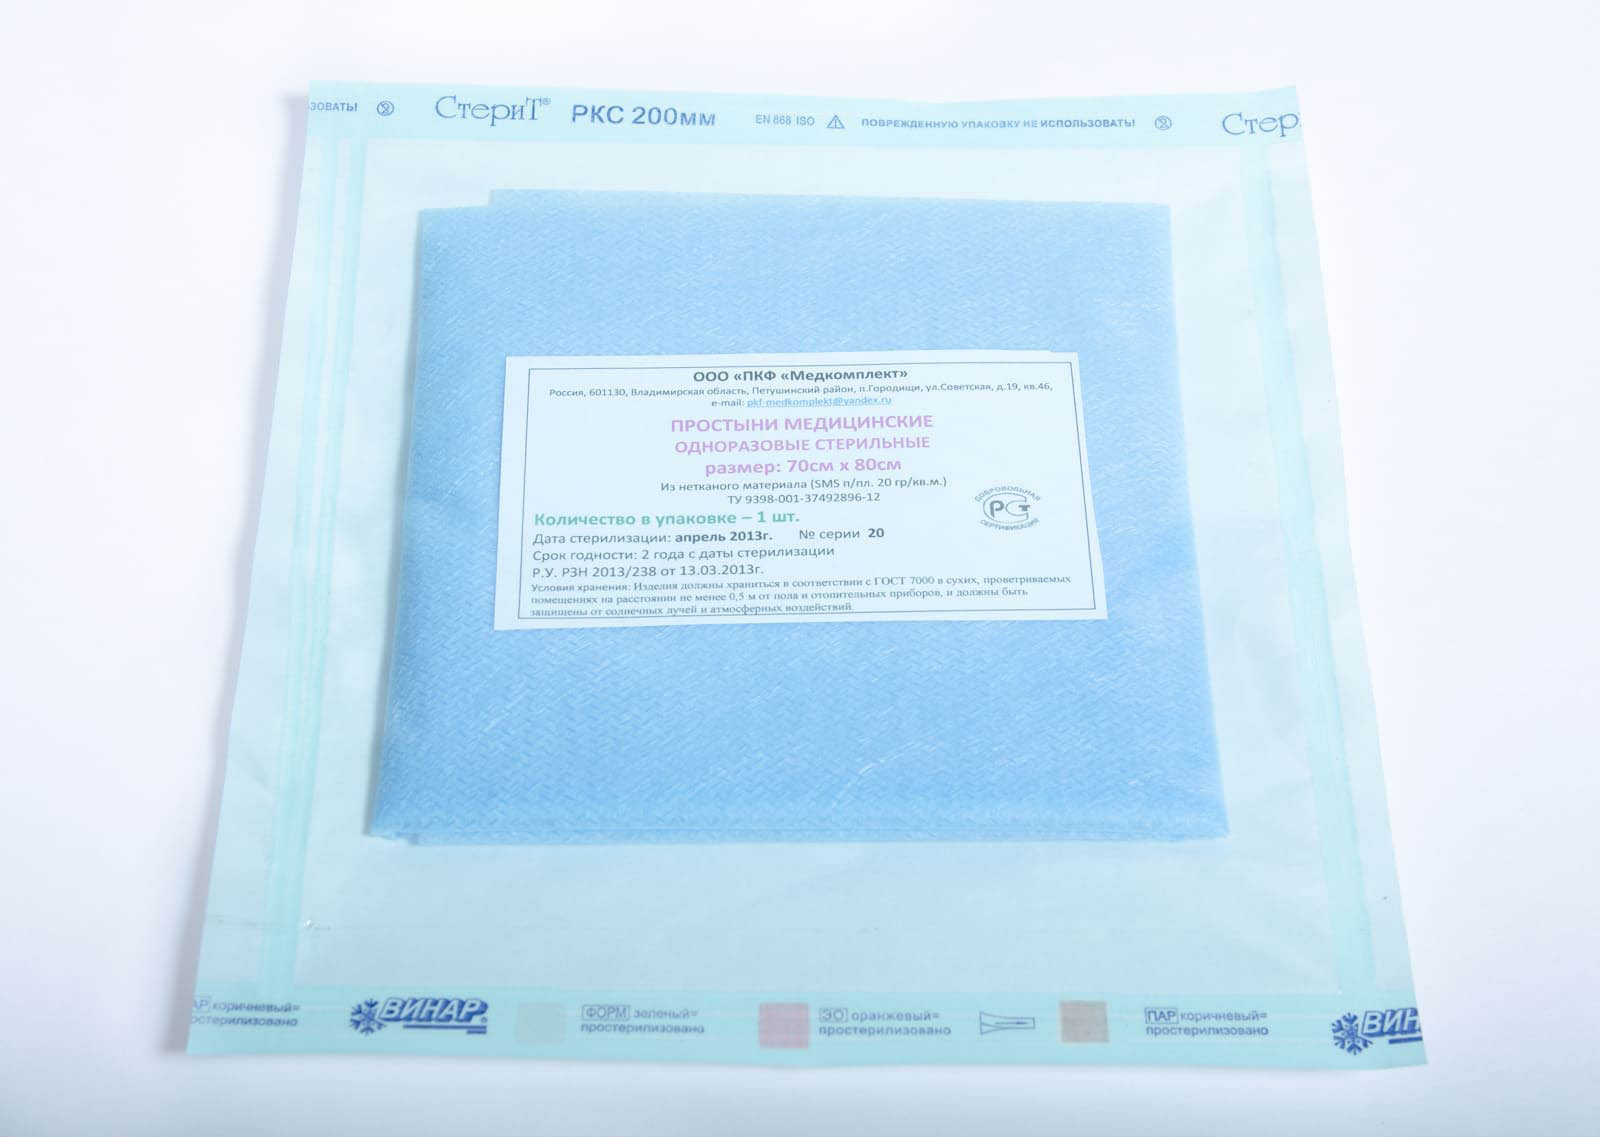 ЗОВАТЬ! СтериТ® РКС 200мм EN 868 ISO ПОВРЕЖДЕННУЮ УПАКОВКУ НЕ ИСПОЛЬЗОВАТЬ! Стер
ООО «ПКФ «Медкомплект»
Россия, 601130, Владимирская область, Петушинский район, п.Городищи, ул.Советская, д.19, кв.46,
e-mail: pkf-medkomplekt@yandex.ru
ПРОСТЫНИ МЕДИЦИНСКИЕ
ОДНОРАЗОВЫЕ СТЕРИЛЬНЫЕ
размер: 70см х 80см
Из нетканого материала (SMS п/пл. 20 гр/кв.м.)
ТУ 9398-001-37492896-12
Количество в упаковке – 1 шт.
Дата стерилизации: апрель 2013г. № серии 20
Срок годности: 2 года с даты стерилизации
Р.У. РЗН 2013/238 от 13.03.2013г.
Условия хранения: Изделия должны храниться в соответствии с ГОСТ 7000 в сухих, проветриваемых
помещениях на расстоянии не менее 0,5 м от пола и отопительных приборов, и должны быть
защищены от солнечных лучей и атмосферных воздействий.
ДОБРОВОЛЬНАЯ
РСТ
СЕРТИФИКАЦИЯ
АР коричневый= ВИНАР ФОРМ зеленый= ЭО оранжевый= ПАР коричневый= ВИН
остерилизовано простерилизовано простерилизовано простерилизовано